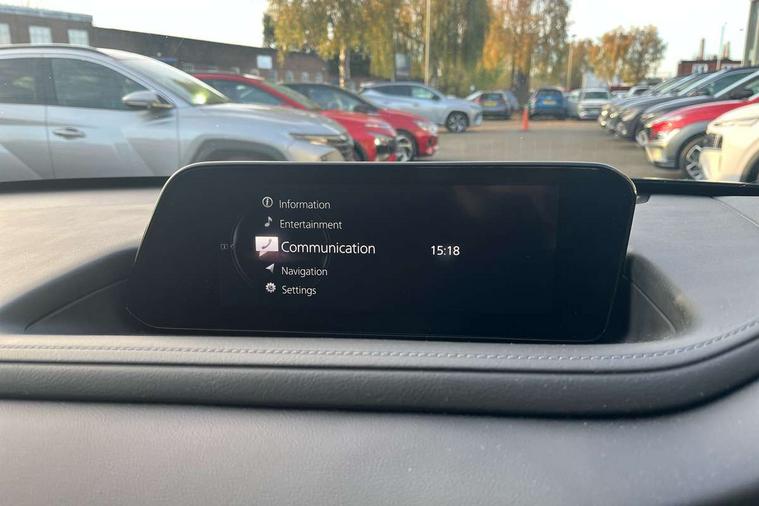 Information
Entertainment
Communication
15:18
Navigation
Settings